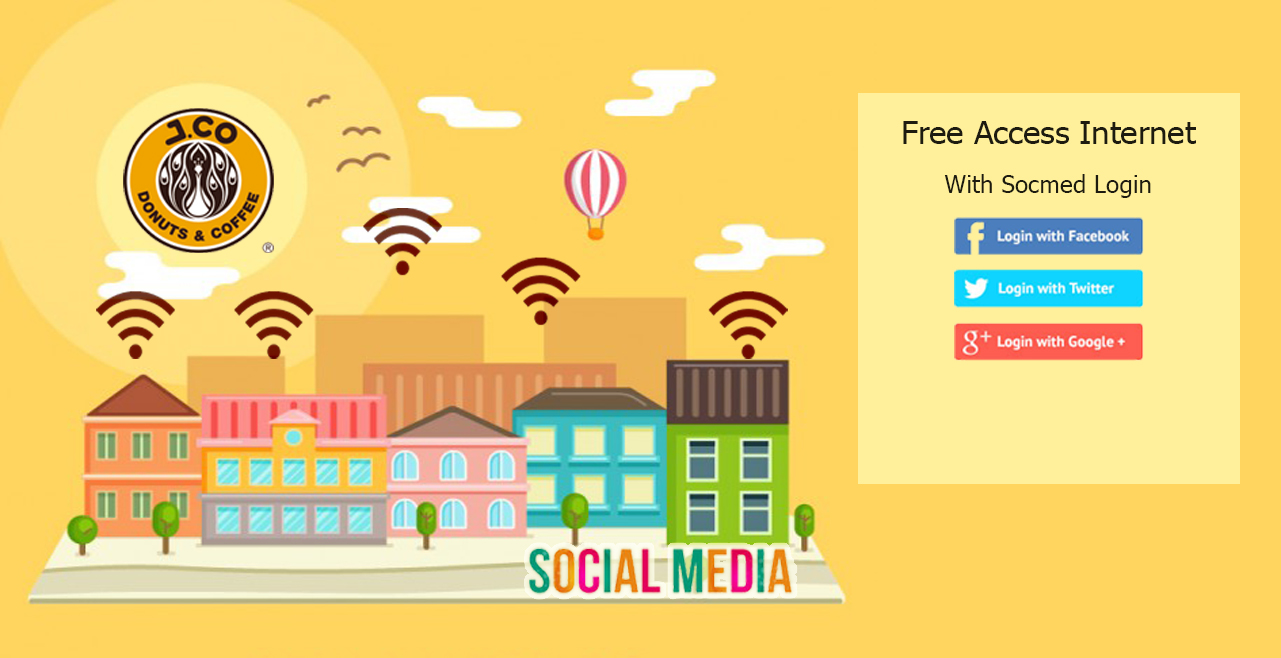 J.CO
DONUTS & COFFEE
®
Free Access Internet
With Socmed Login
f Login with Facebook
Login with Twitter
g+ Login with Google +
SOCIAL MEDIA